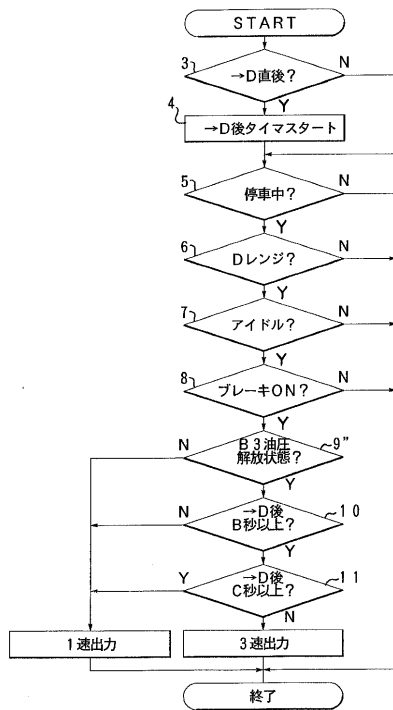 START
3
→D直後?
N
Y
4
→D後タイマスタート
5
停車中?
N
Y
6
Dレンジ?
N
Y
7
アイドル?
N
Y
8
ブレーキON?
N
Y
N
B3油圧
解放状態?
9”
Y
N
→D後
B秒以上?
10
Y
Y
→D後
C秒以上?
11
N
1速出力
3速出力
終了